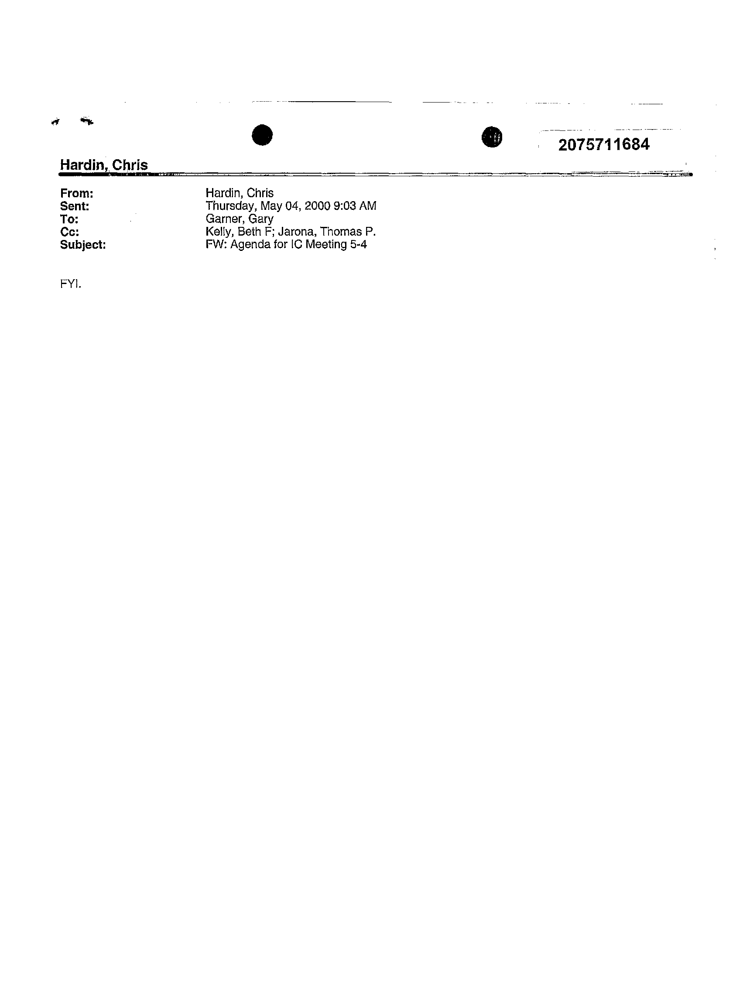 2075711684
Hardin, Chris
From: Hardin, Chris
Sent: Thursday, May 04, 2000 9:03 AM
To: Garner, Gary
Cc: Kelly, Beth F; Jarona, Thomas P.
Subject: FW: Agenda for IC Meeting 5-4
FYI.